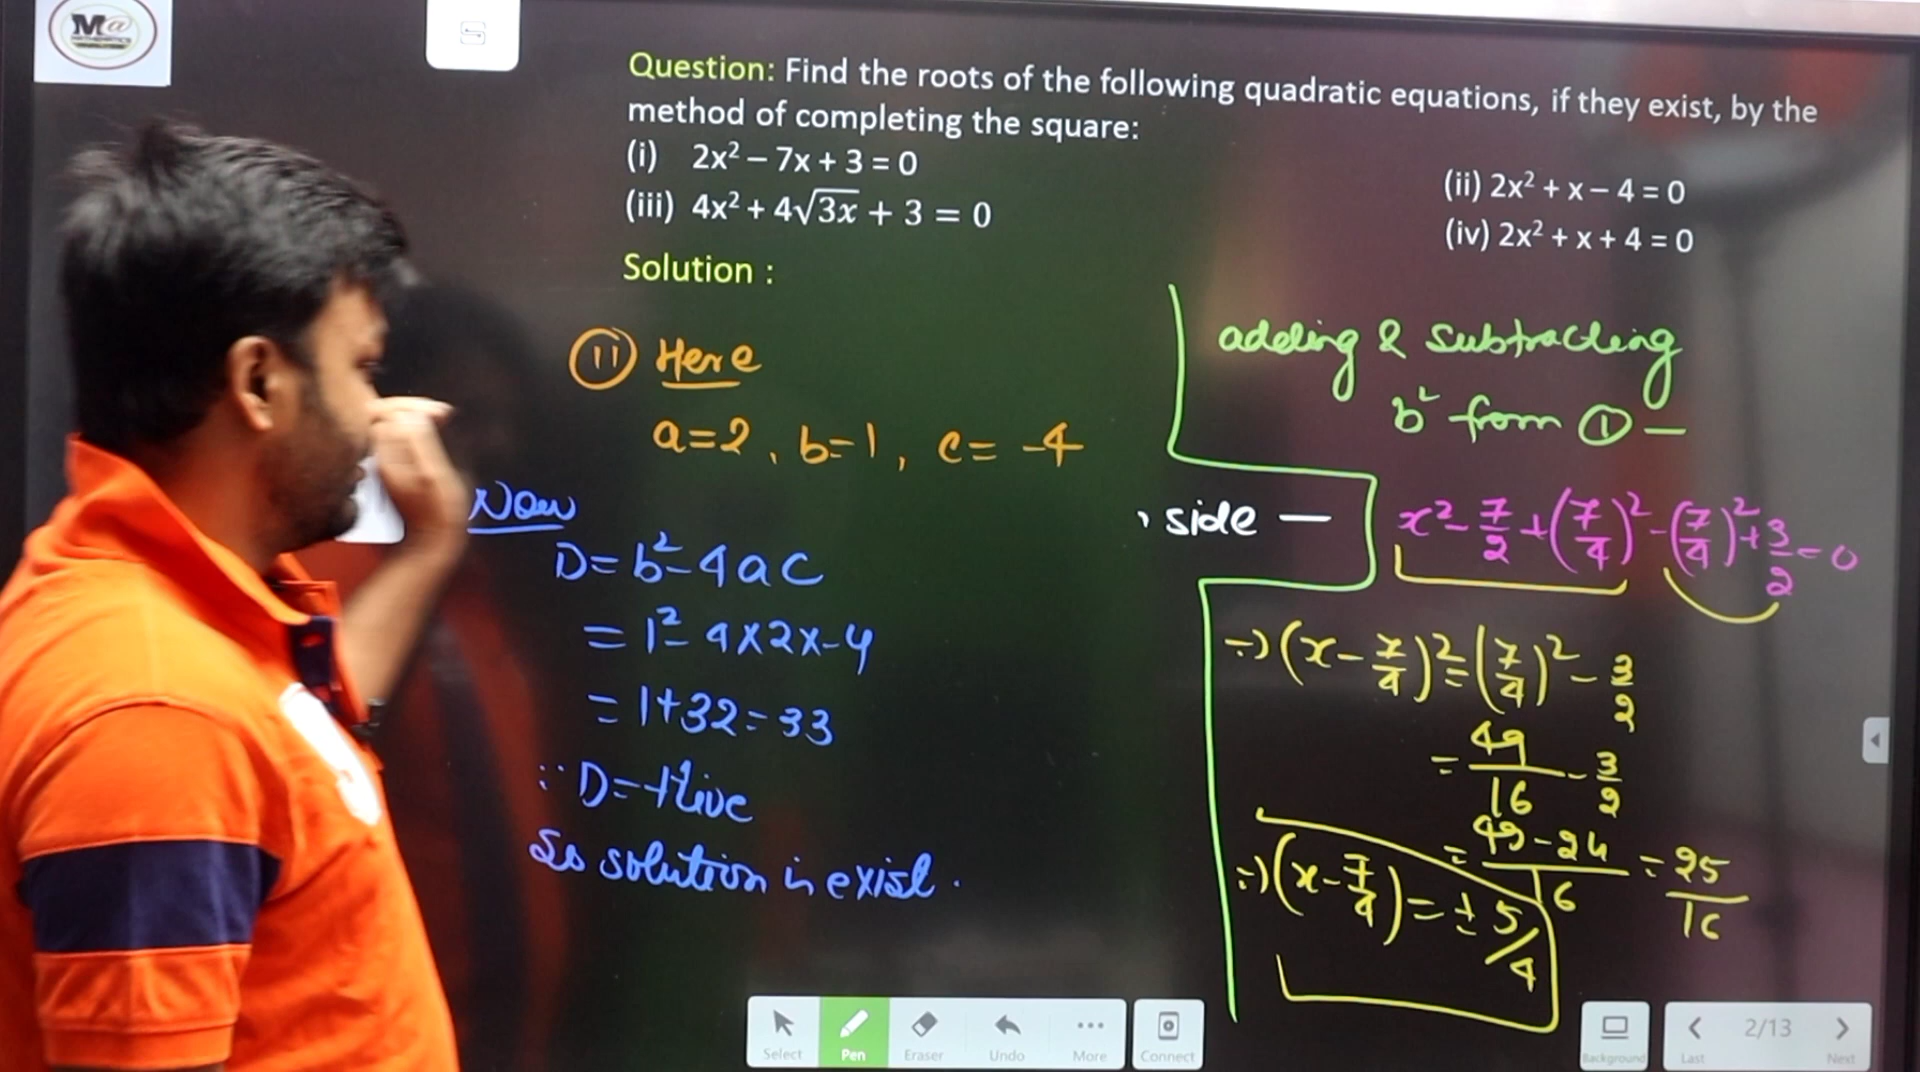 M@
Question: Find the roots of the following quadratic equations, if they exist, by the
method of completing the square:
(i) 2x² – 7x + 3 = 0
(ii) 2x² + x – 4 = 0
(iii) 4x² + 4√3x + 3 = 0
(iv) 2x² + x + 4 = 0
Solution :
(11) Here
a=2, b=1, c= -4
Now
D= b²-4ac
= 1²-4x2x-4
= 1+32=33
∵ D=+tive
So solution is exist.
side —
adding & subtracting
b² from ① —
x²-7/2+(7/4)²-(7/4)²+3/2=0
⇒(x-7/4)²=(7/4)²-3/2
=49/16-3/2
=49-24/16=25/16
⇒(x-7/4)=±5/4
Select
Pen
Eraser
Undo
More
Connect
Background
Last
2/13
Next